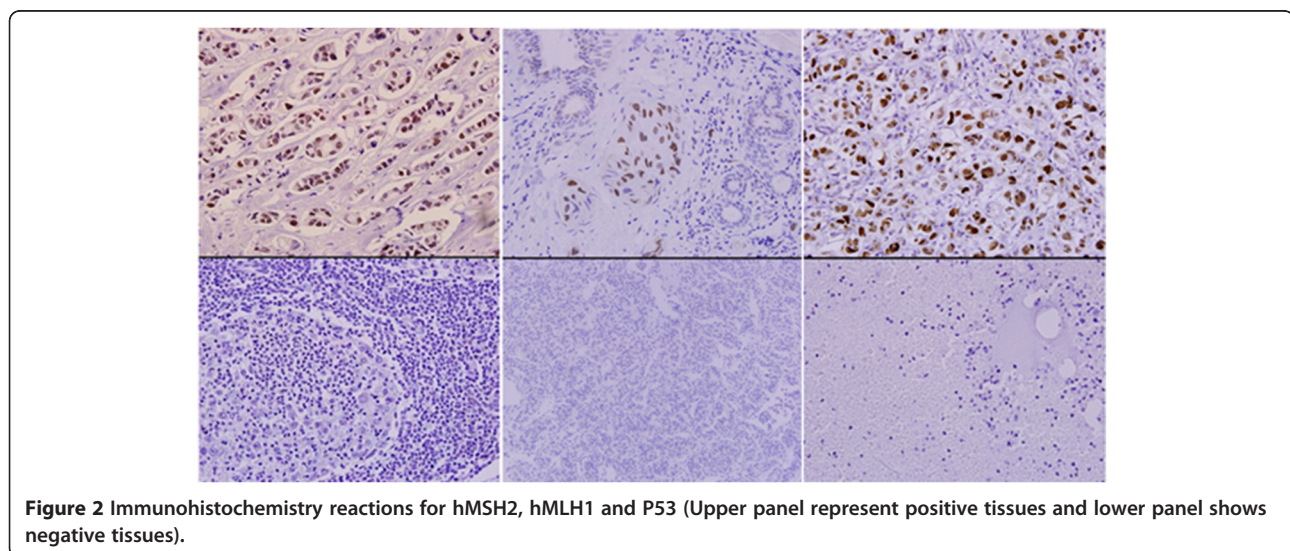 Figure 2 Immunohistochemistry reactions for hMSH2, hMLH1 and P53 (Upper panel represent positive tissues and lower panel shows
negative tissues).